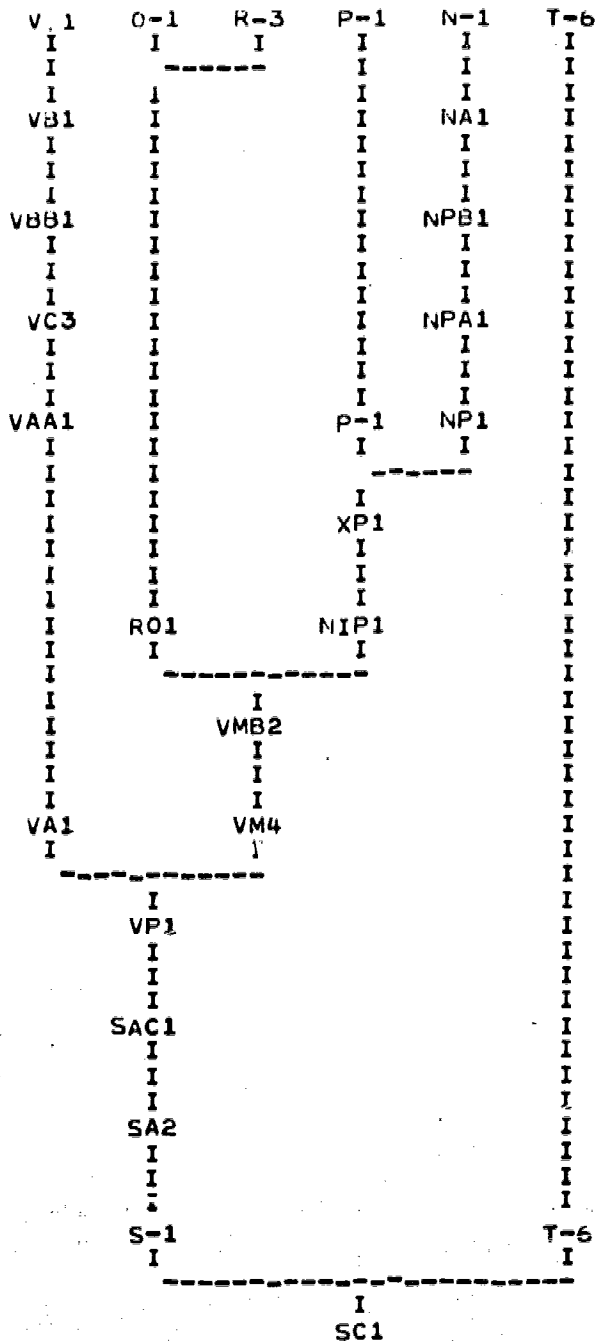 V.1 O-1 R-3 P-1 N-1 T-6
VB1 NA1
VBB1 NPB1
VC3 NPA1
VAA1 P-1 NP1
XP1
RO1 NIP1
VMB2
VA1 VM4
VP1
SAC1
SA2
S-1 T-6
SC1